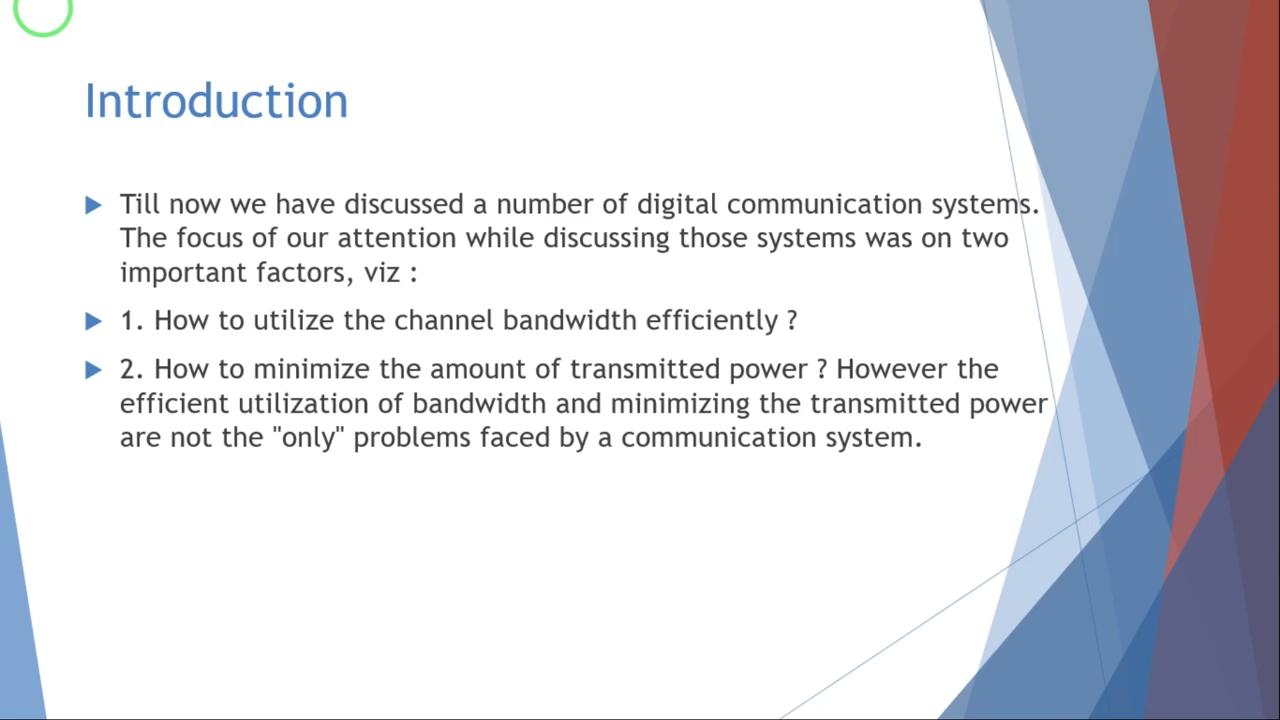 Introduction
Till now we have discussed a number of digital communication systems.
The focus of our attention while discussing those systems was on two
important factors, viz :
1. How to utilize the channel bandwidth efficiently ?
2. How to minimize the amount of transmitted power ? However the
efficient utilization of bandwidth and minimizing the transmitted power
are not the "only" problems faced by a communication system.